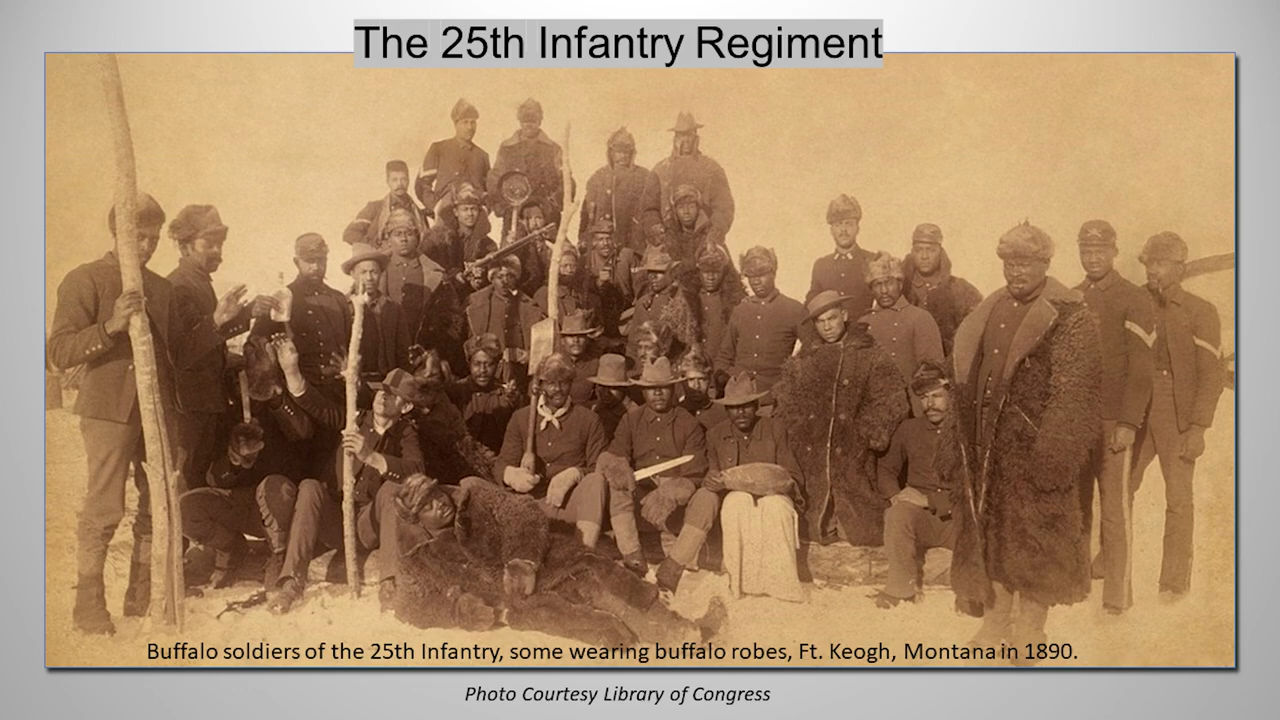 The 25th Infantry Regiment
Buffalo soldiers of the 25th Infantry, some wearing buffalo robes, Ft. Keogh, Montana in 1890.
Photo Courtesy Library of Congress